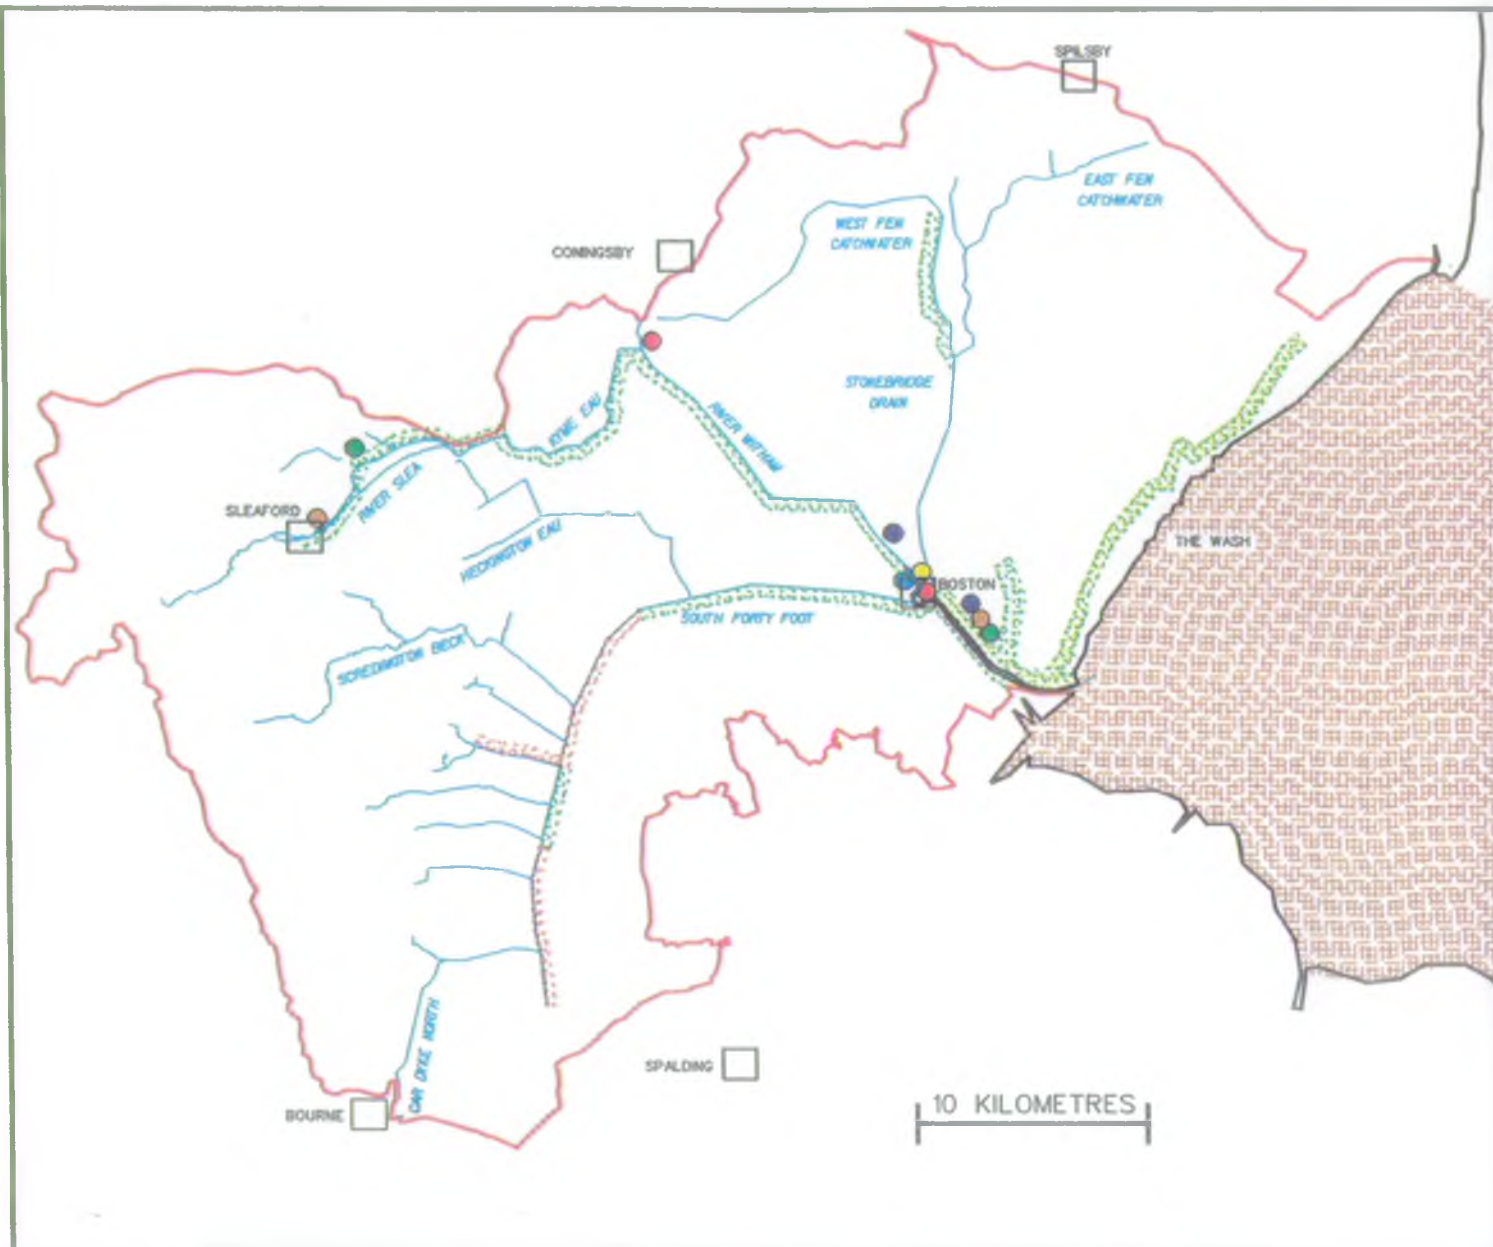 SPILSBY
EAST FEN
CATCHWATER
WEST FEN
CATCHWATER
CONINGSBY
STONEBRIDGE
DRAIN
KYME EAU
RIVER WITHAM
RIVER SLEA
SLEAFORD
HECKINGTON EAU
THE WASH
BOSTON
SOUTH FORTY FOOT
SCREDINGTON BECK
CAR DYKE NORTH
SPALDING
BOURNE
10 KILOMETRES